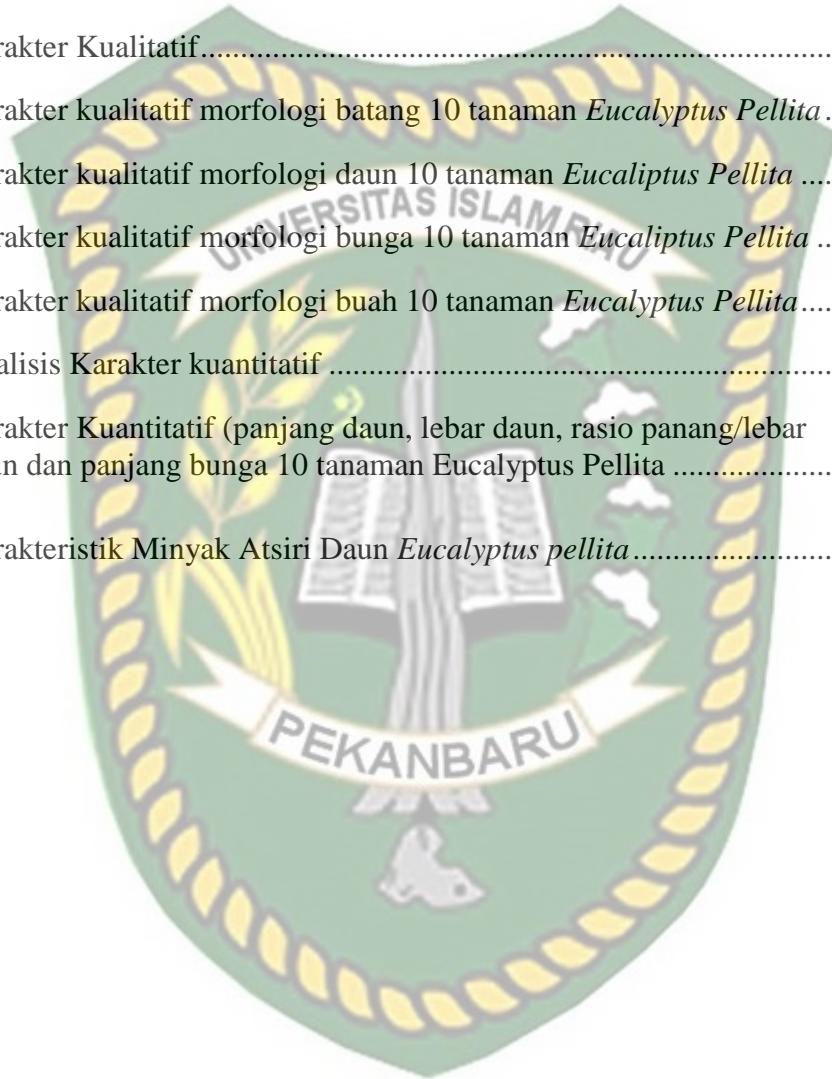 rakter Kualitatif....................................................................................
rakter kualitatif morfologi batang 10 tanaman Eucalyptus Pellita.
rakter kualitatif morfologi daun 10 tanaman Eucaliptus Pellita ....
UNIVERSITAS ISLAM RIAU
rakter kualitatif morfologi bunga 10 tanaman Eucaliptus Pellita ..
rakter kualitatif morfologi buah 10 tanaman Eucalyptus Pellita....
alisis Karakter kuantitatif ................................................................
rakter Kuantitatif (panjang daun, lebar daun, rasio panang/lebar
un dan panjang bunga 10 tanaman Eucalyptus Pellita ....................
rakteristik Minyak Atsiri Daun Eucalyptus pellita.........................
PEKANBARU